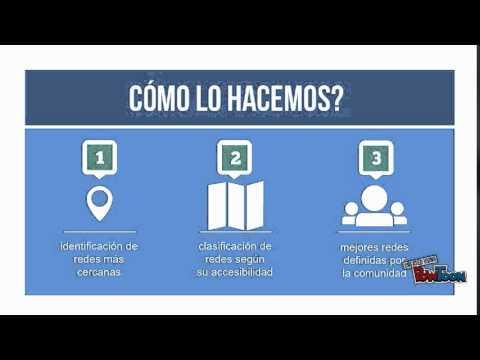 CÓMO LO HACEMOS?
1
2
3
identificación de
redes más
cercanas
clasificación de
redes según
su accesibilidad
mejores redes
definidas por
la comunidad
POWTOON